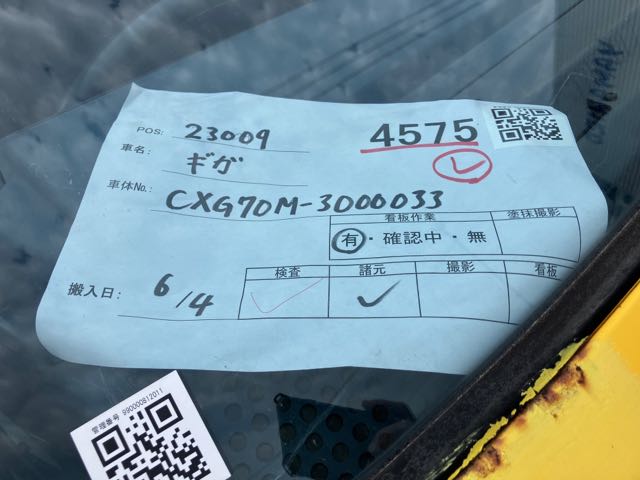 POS: 23009
4575
車名: ギガ
レ
車体No.: CXG70M-3000033
看板作業 塗抹撮影
有・確認中・無
検査 諸元 撮影 看板
搬入日: 6/4
管理番号 990000812011